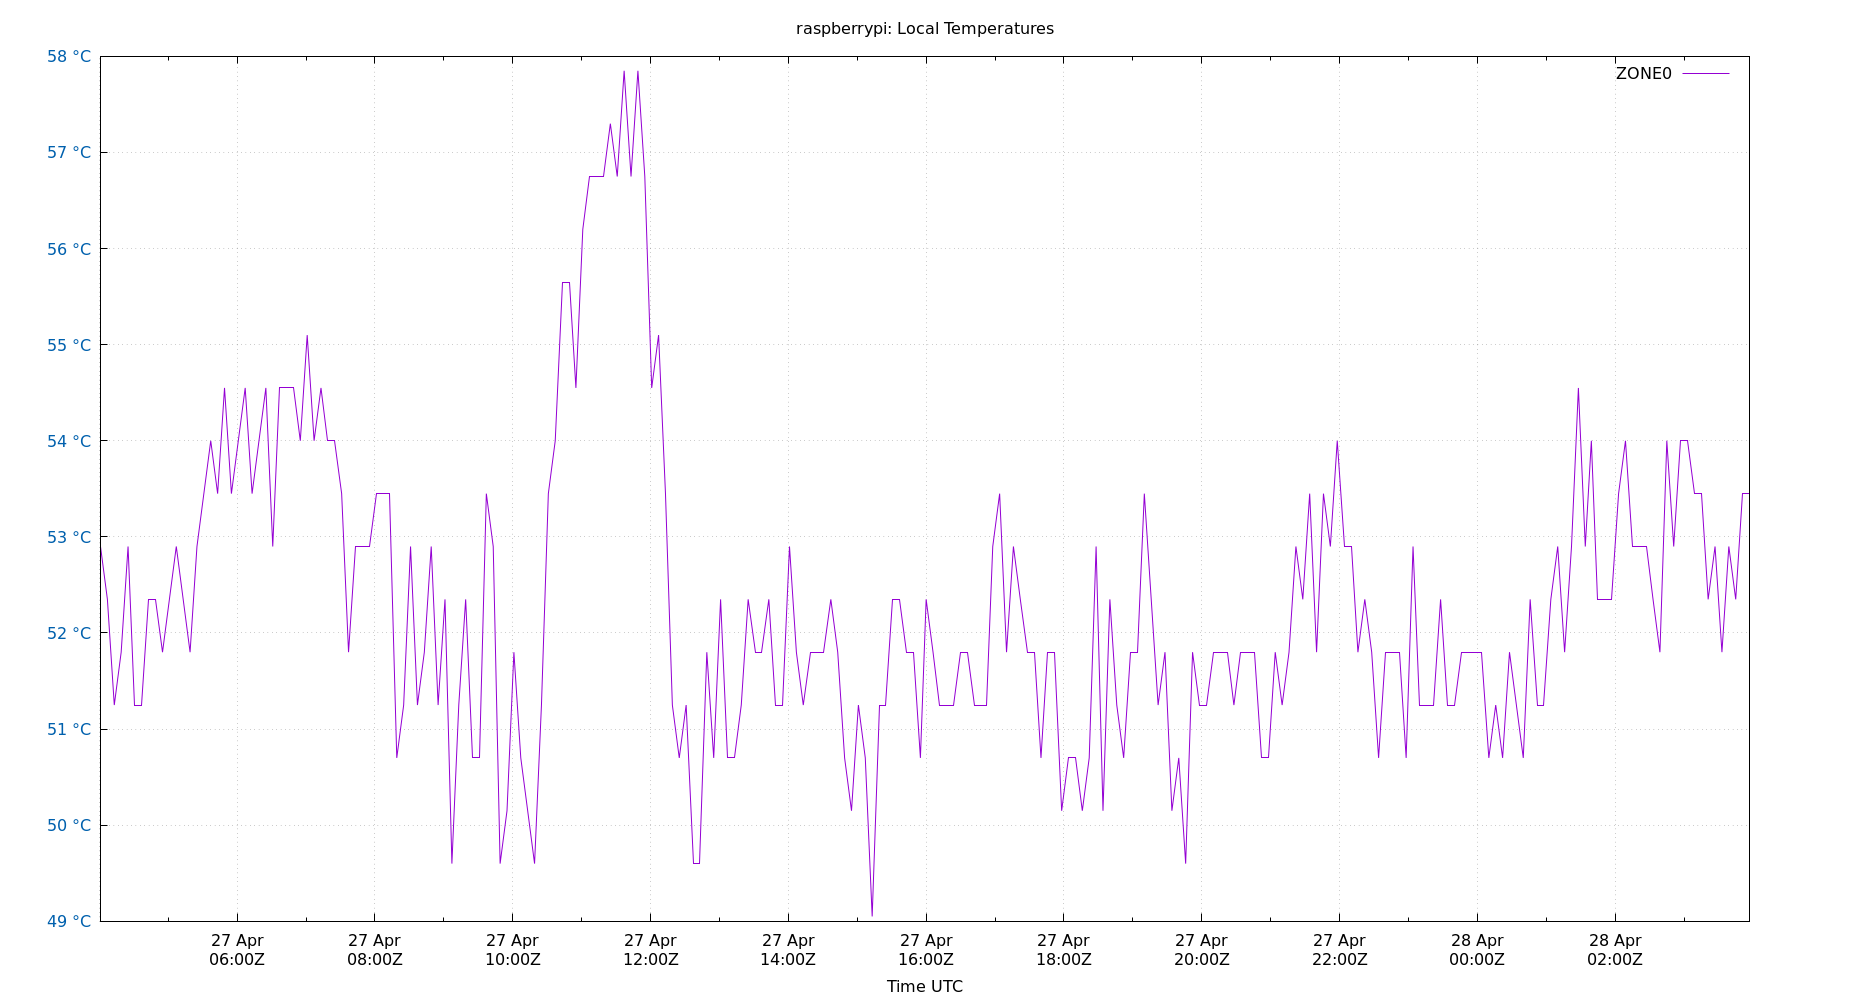 raspberrypi: Local Temperatures
58 °C
ZONE0
57 °C
56 °C
55 °C
54 °C
53 °C
52 °C
51 °C
50 °C
49 °C
27 Apr 27 Apr 27 Apr 27 Apr 27 Apr 27 Apr 27 Apr 27 Apr 27 Apr 28 Apr 28 Apr
06:00Z 08:00Z 10:00Z 12:00Z 14:00Z 16:00Z 18:00Z 20:00Z 22:00Z 00:00Z 02:00Z
Time UTC